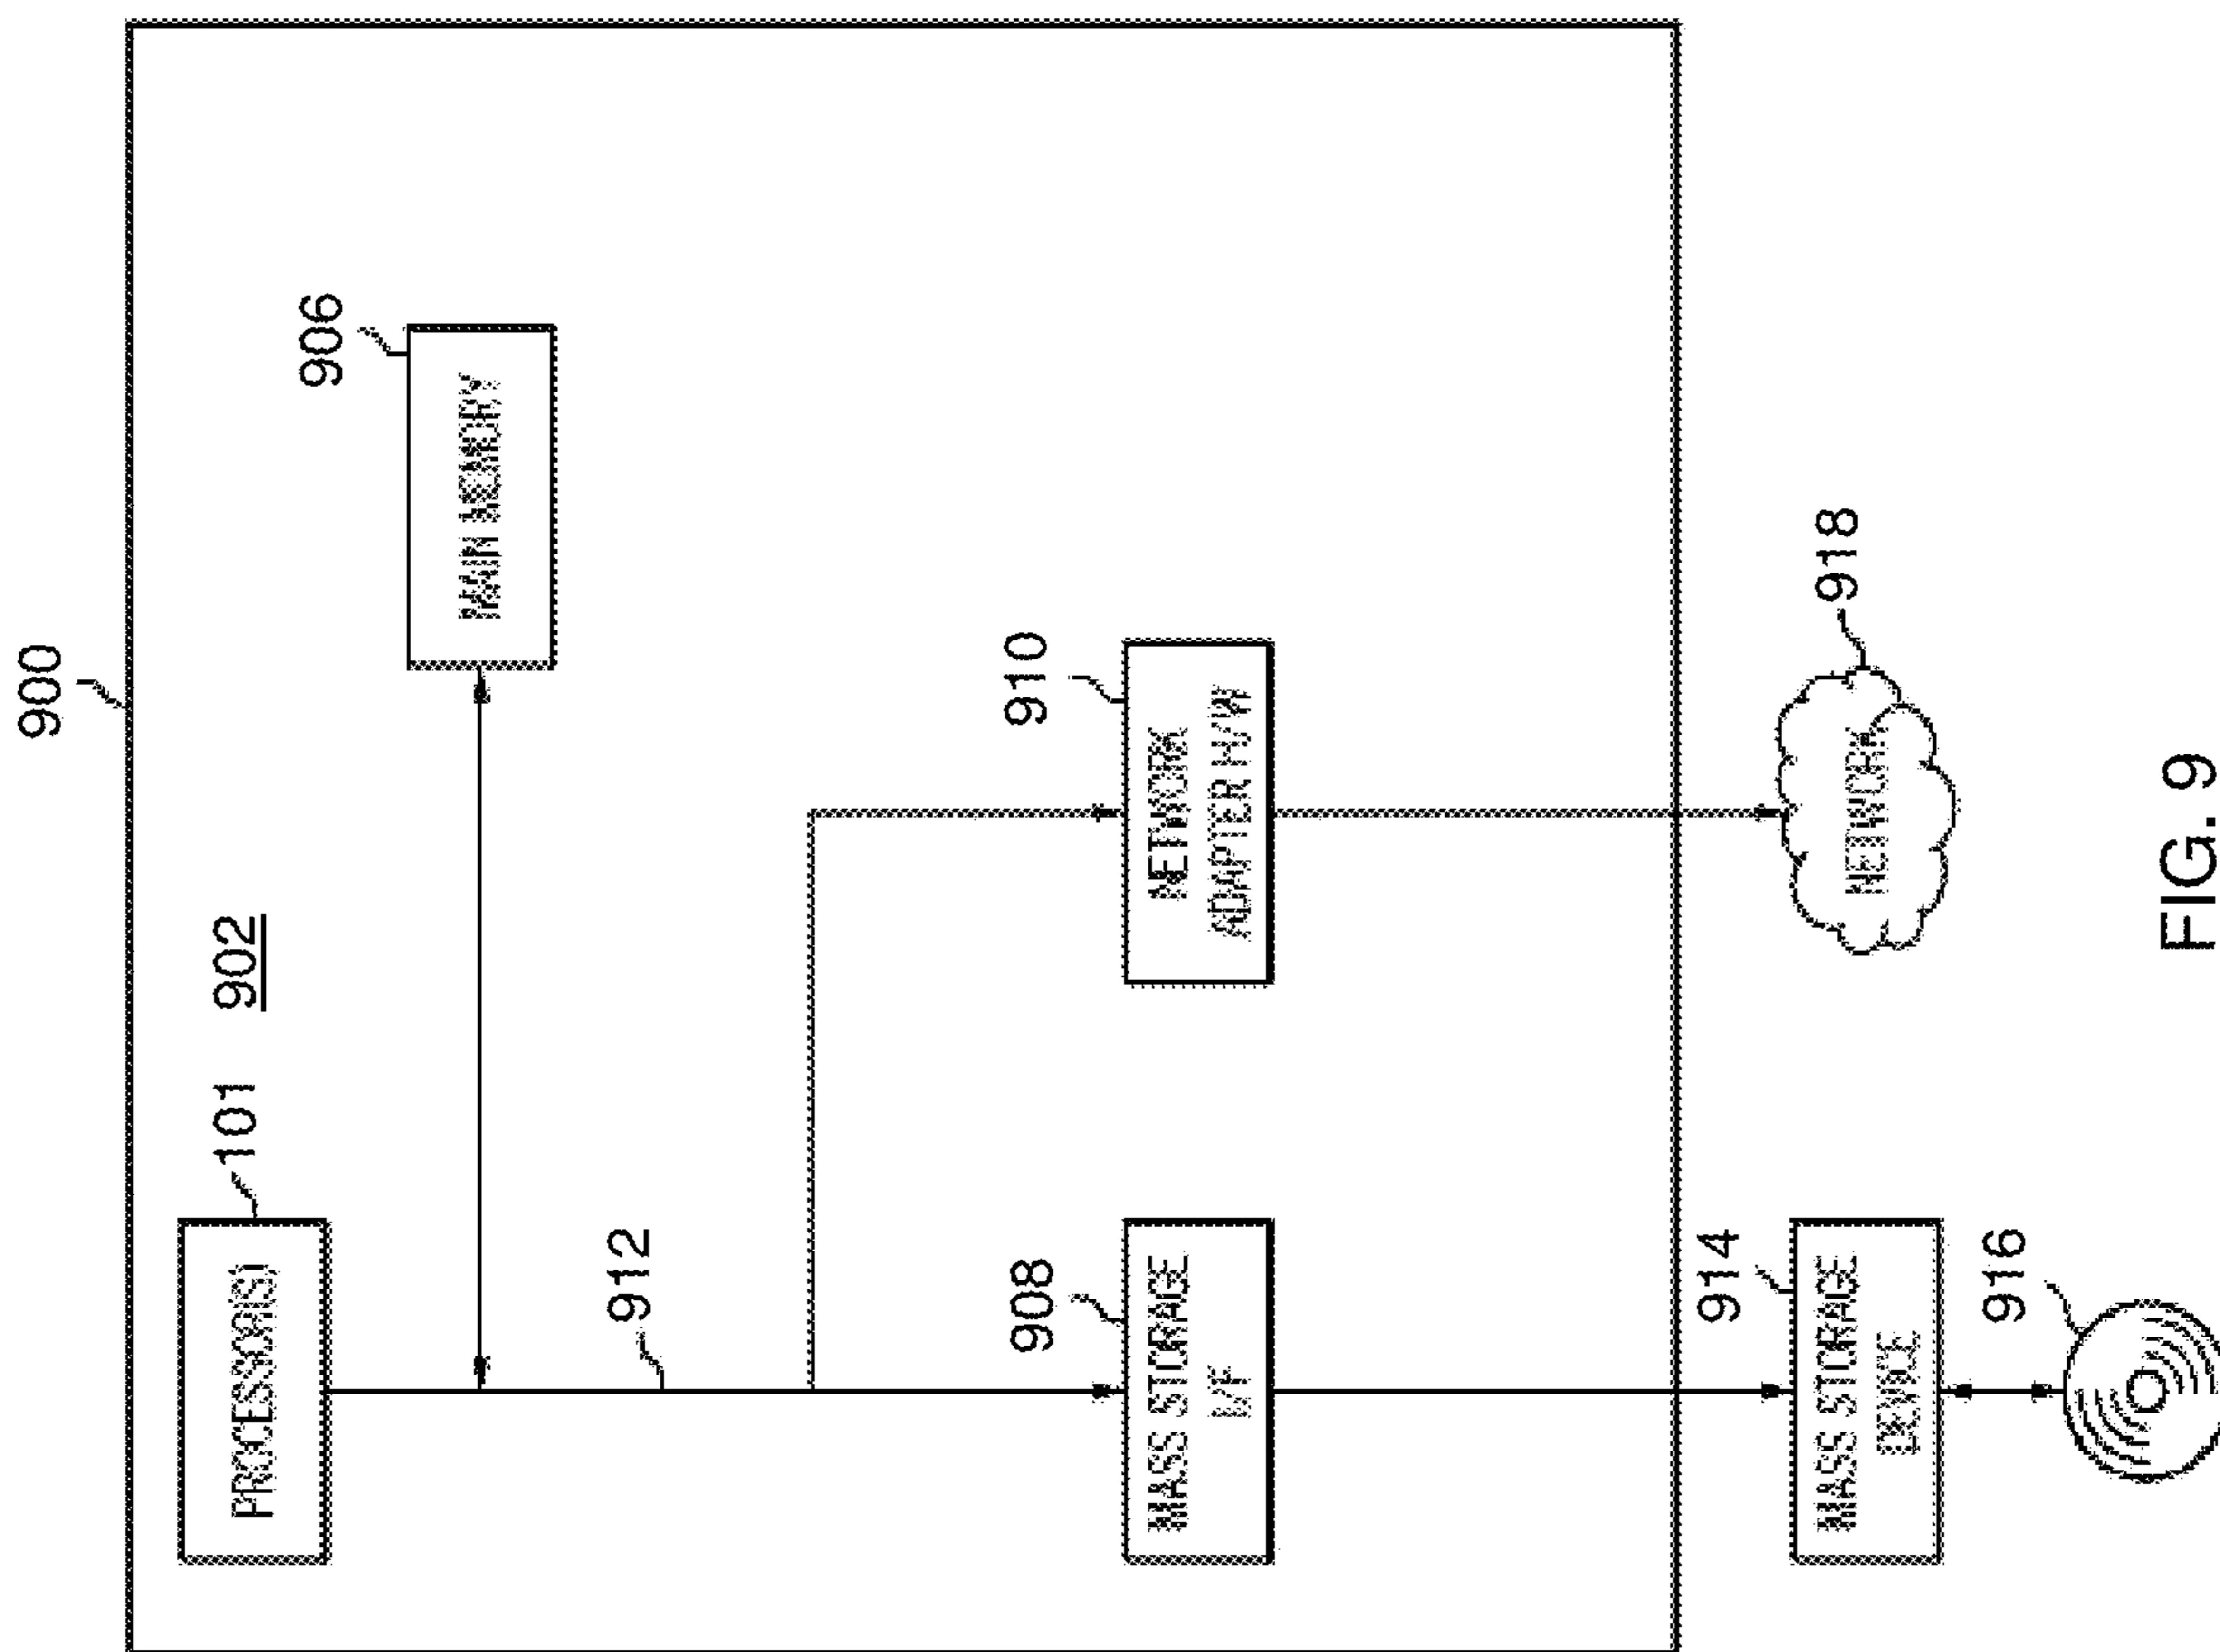 900
PROCESSOR(S)
101
902
MAIN MEMORY
906
912
MASS STORAGE
I/F
908
NETWORK
ADAPTER H/W
910
MASS STORAGE
DEVICE
914
NETWORK
918
916
FIG. 9